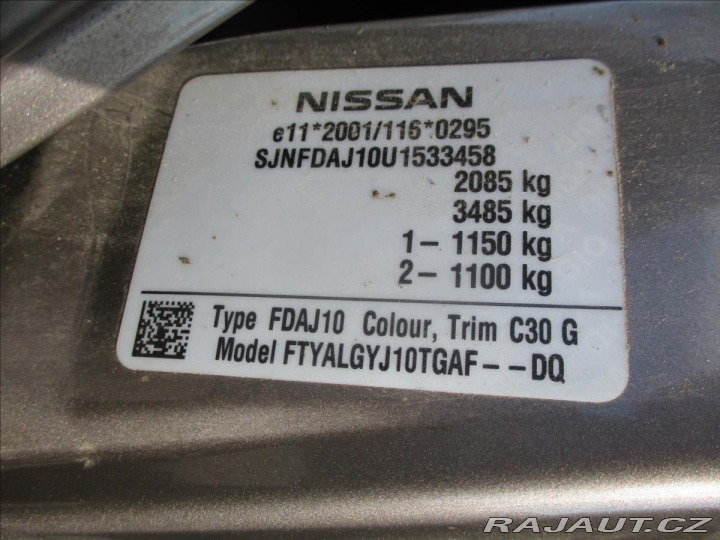 NISSAN
e11*2001/116*0295
SJNFDAJ10U1533458
2085 kg
3485 kg
1- 1150 kg
2- 1100 kg
Type FDAJ10 Colour, Trim C30 G
Model FTYALGYJ10TGAF- -DQ
RAJAUT.CZ